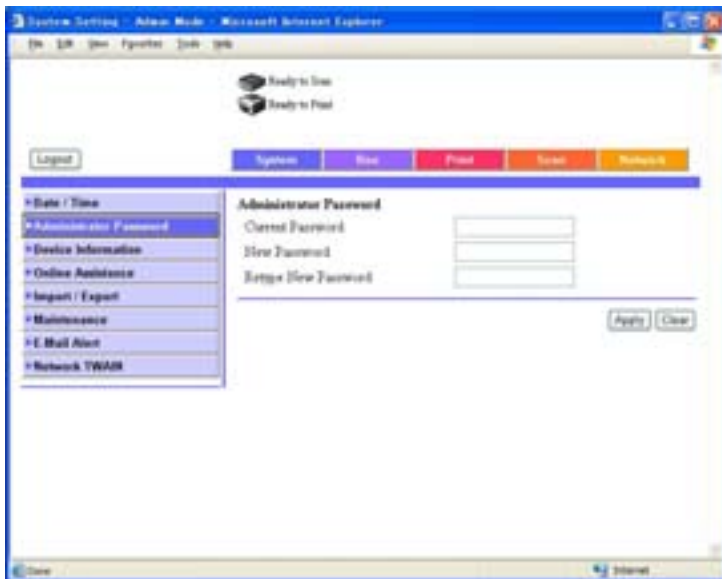 System Setting - Admin Mode - Microsoft Internet Explorer
File Edit View Favorites Tools Help
Ready to Scan
Ready to Print
Logout
System Box Print Scan Network
Date / Time
Administrator Password
Device Information
Online Assistance
Import / Export
Maintenance
E-Mail Alert
Network TWAIN
Administrator Password
Current Password
New Password
Retype New Password
Apply Clear
Done
Internet